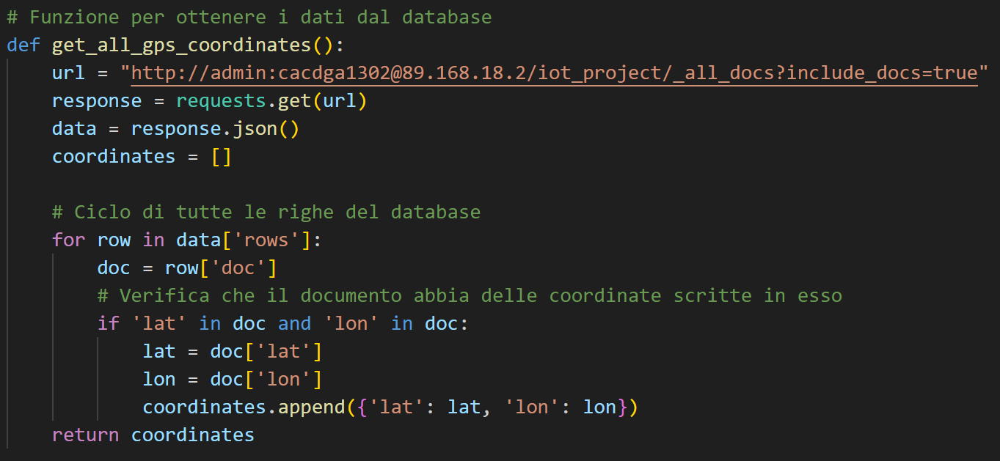 # Funzione per ottenere i dati dal database
def get_all_gps_coordinates():
    url = "http://admin:cacdga1302@89.168.18.2/iot_project/_all_docs?include_docs=true"
    response = requests.get(url)
    data = response.json()
    coordinates = []

    # Ciclo di tutte le righe del database
    for row in data['rows']:
        doc = row['doc']
        # Verifica che il documento abbia delle coordinate scritte in esso
        if 'lat' in doc and 'lon' in doc:
            lat = doc['lat']
            lon = doc['lon']
            coordinates.append({'lat': lat, 'lon': lon})
    return coordinates